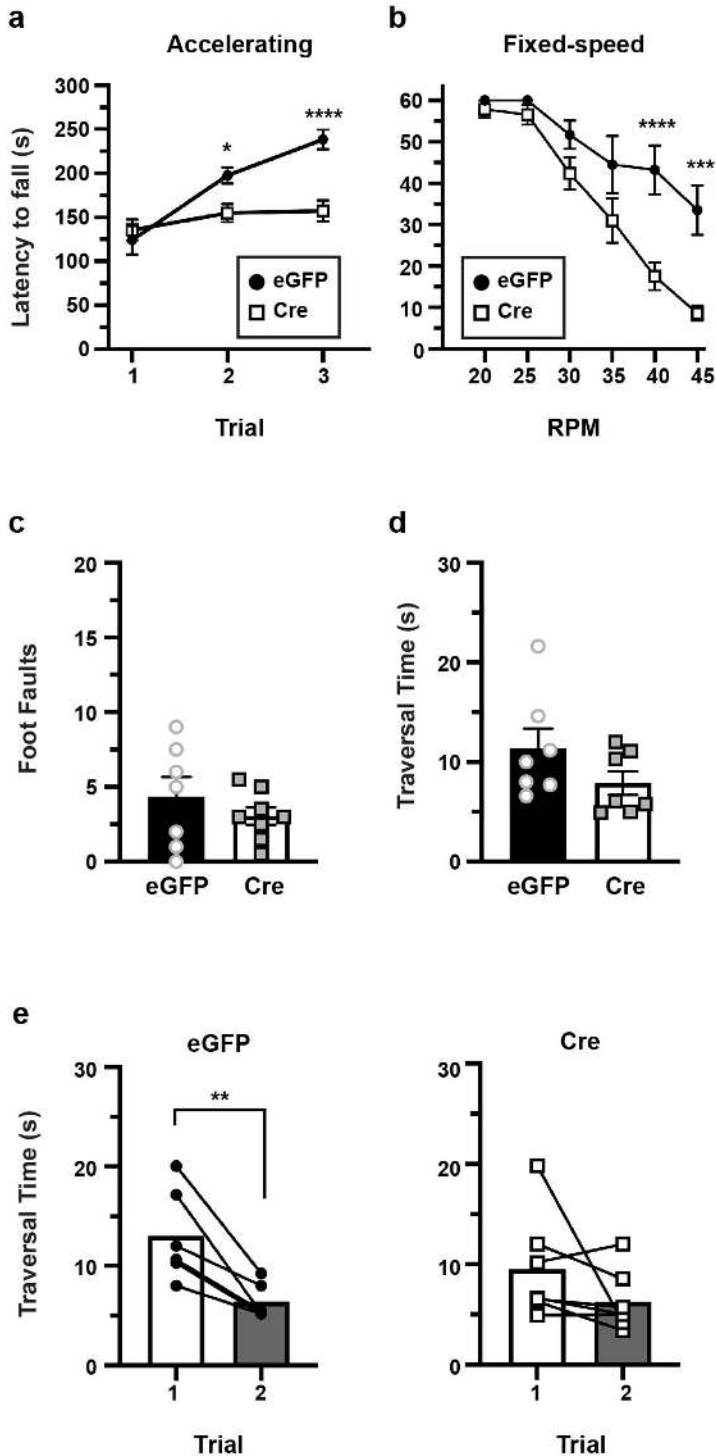 a
Accelerating
Latency to fall (s)
300
250
200
150
100
50
0
*
****
eGFP
Cre
1 2 3
Trial
b
Fixed-speed
60
50
40
30
20
10
0
****
***
eGFP
Cre
20 25 30 35 40 45
RPM
c
Foot Faults
20
15
10
5
0
eGFP Cre
d
Traversal Time (s)
30
20
10
0
eGFP Cre
e
eGFP
Traversal Time (s)
30
20
10
0
**
1 2
Trial
Cre
30
20
10
0
1 2
Trial